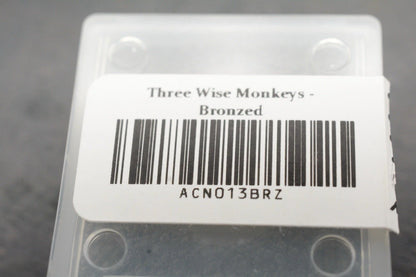 Three Wise Monkeys -
Bronzed
ACN013BRZ